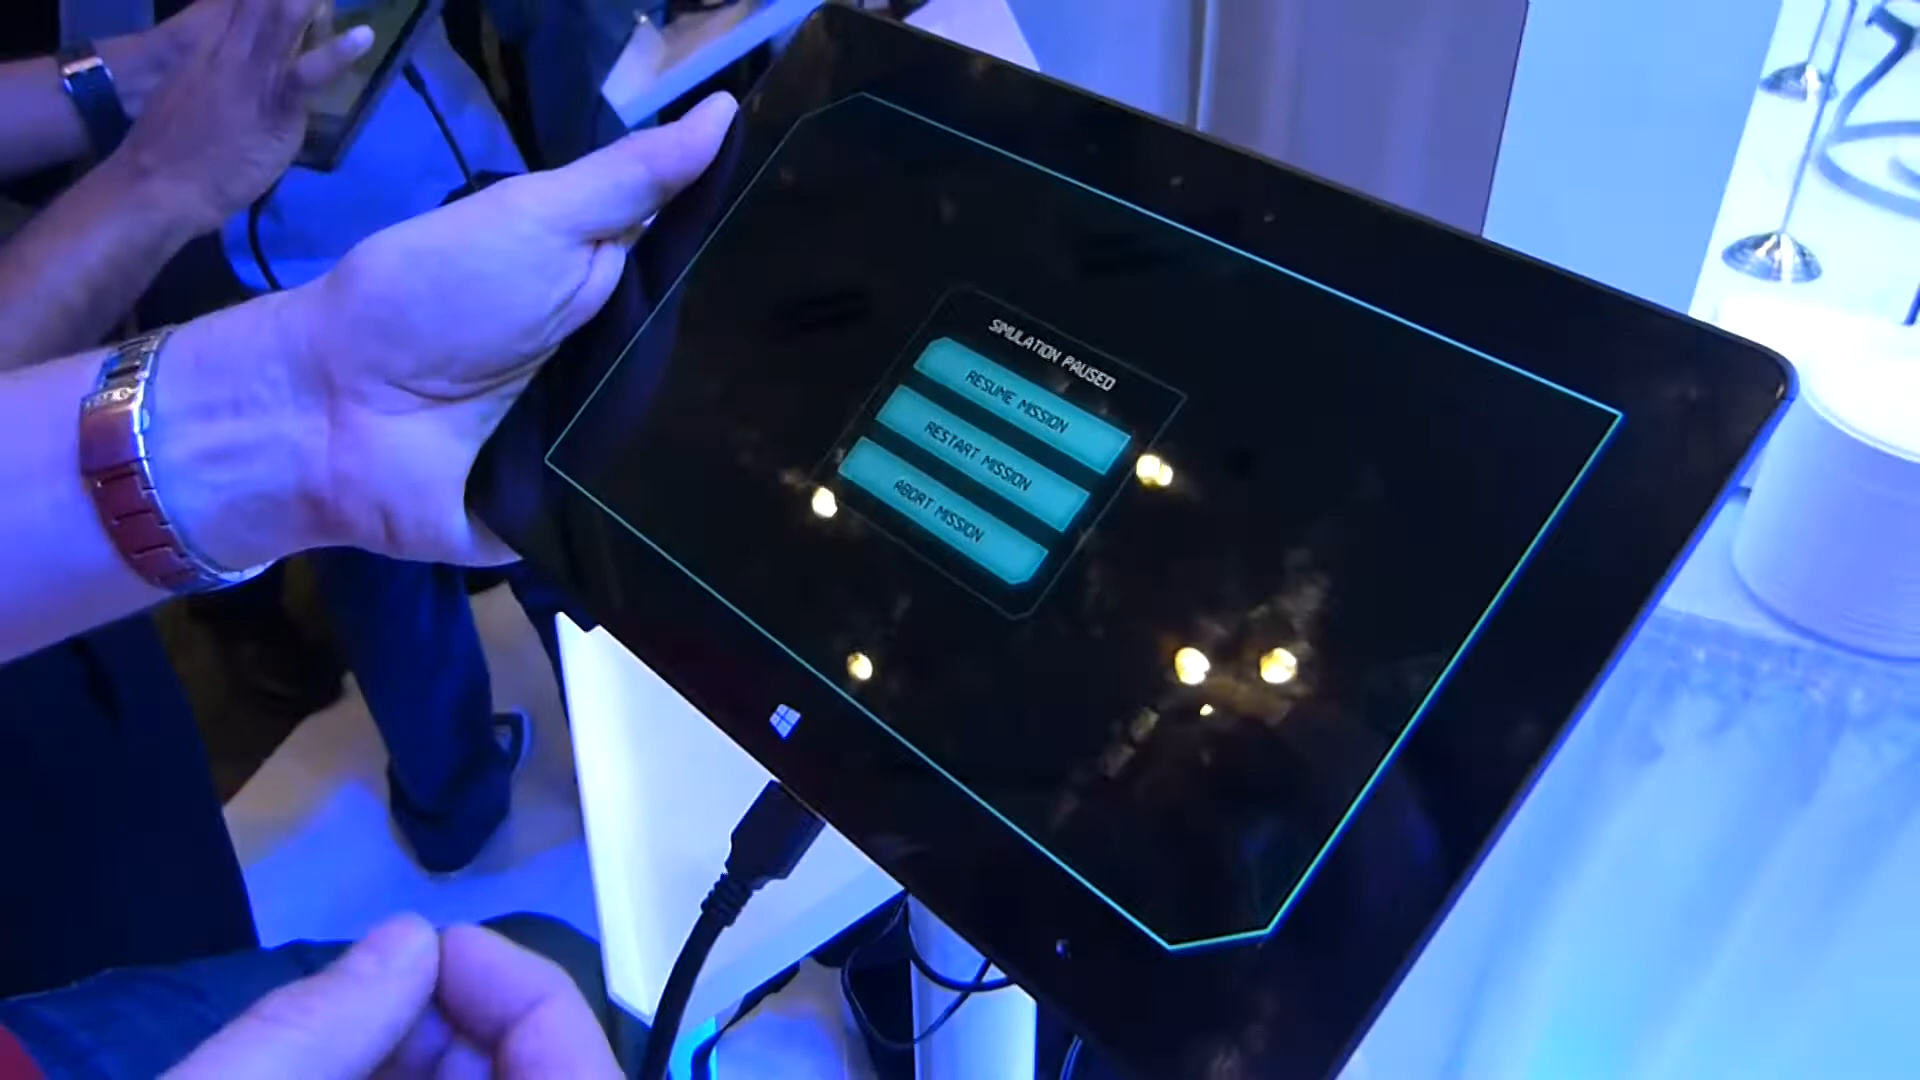 SIMULATION PAUSED
RESUME MISSION
RESTART MISSION
ABORT MISSION